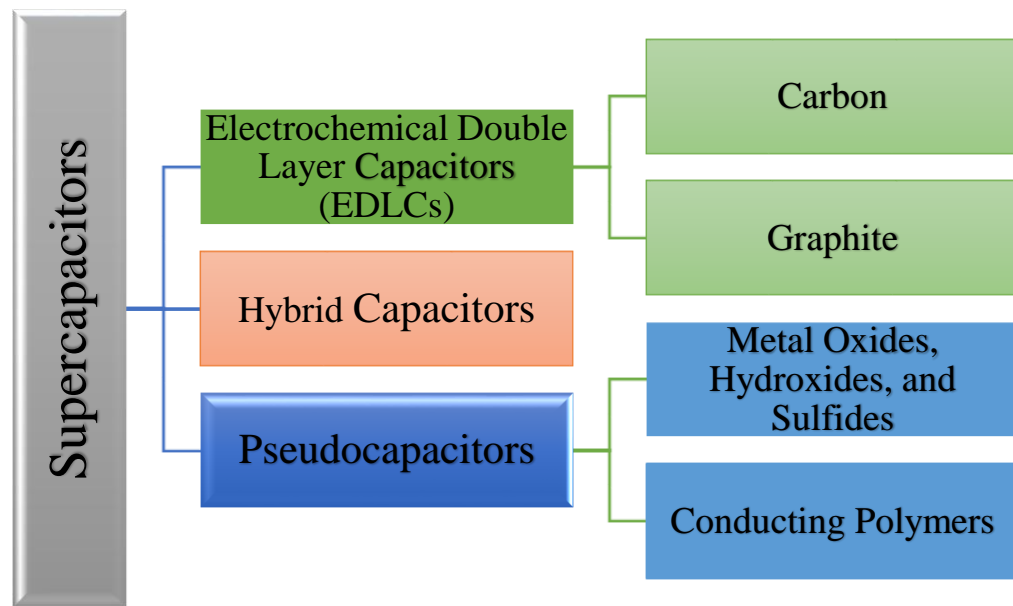 Supercapacitors
Electrochemical Double
Layer Capacitors
(EDLCs)
Carbon
Graphite
Hybrid Capacitors
Pseudocapacitors
Metal Oxides,
Hydroxides, and
Sulfides
Conducting Polymers